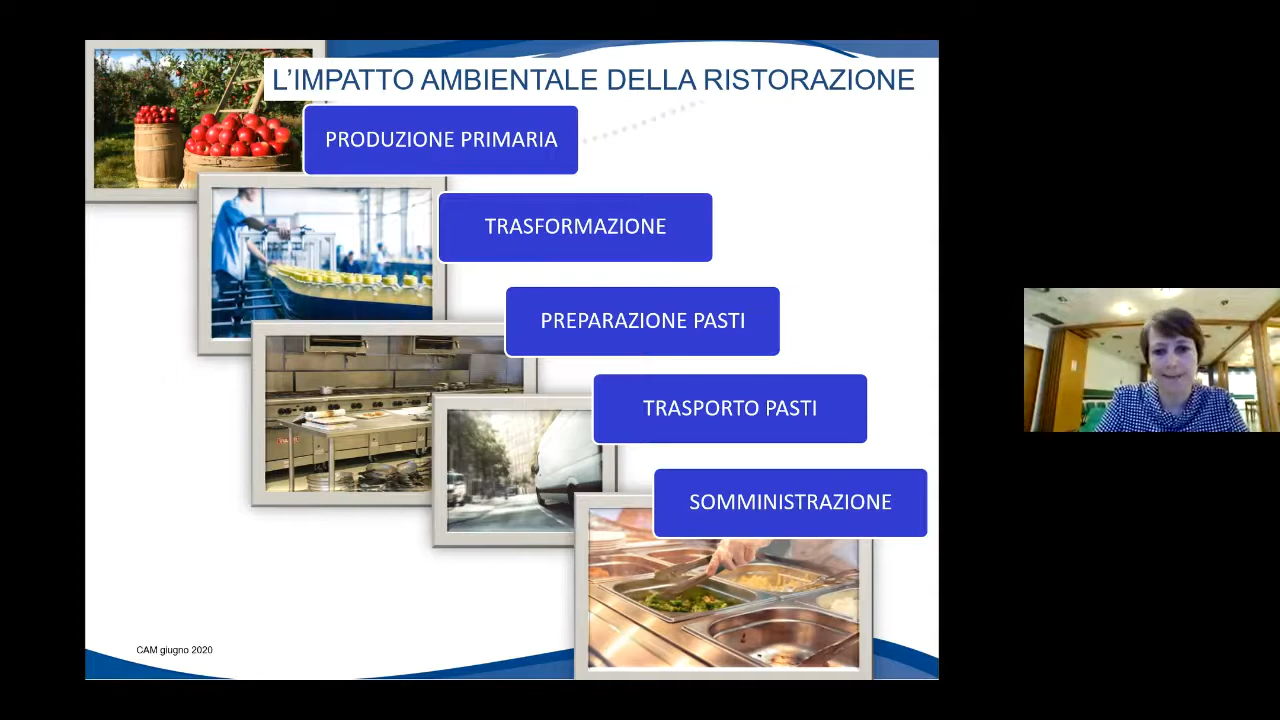 L'IMPATTO AMBIENTALE DELLA RISTORAZIONE
PRODUZIONE PRIMARIA
TRASFORMAZIONE
PREPARAZIONE PASTI
TRASPORTO PASTI
SOMMINISTRAZIONE
CAM giugno 2020